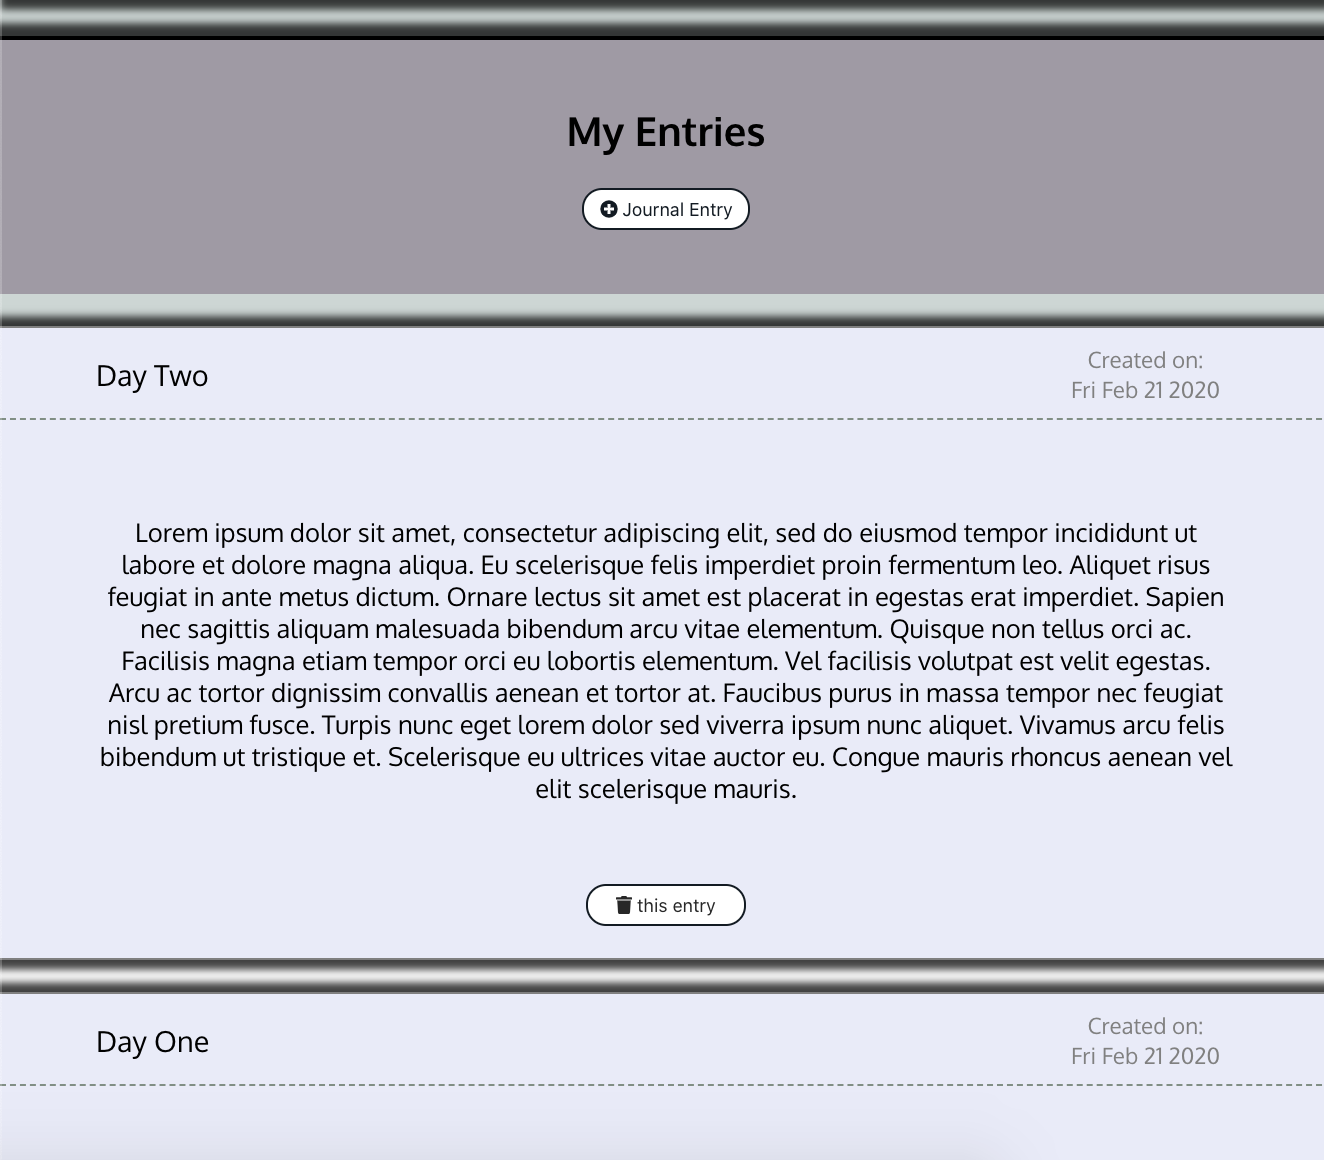 My Entries
Journal Entry
Day Two
Created on:
Fri Feb 21 2020
Lorem ipsum dolor sit amet, consectetur adipiscing elit, sed do eiusmod tempor incididunt ut
labore et dolore magna aliqua. Eu scelerisque felis imperdiet proin fermentum leo. Aliquet risus
feugiat in ante metus dictum. Ornare lectus sit amet est placerat in egestas erat imperdiet. Sapien
nec sagittis aliquam malesuada bibendum arcu vitae elementum. Quisque non tellus orci ac.
Facilisis magna etiam tempor orci eu lobortis elementum. Vel facilisis volutpat est velit egestas.
Arcu ac tortor dignissim convallis aenean et tortor at. Faucibus purus in massa tempor nec feugiat
nisl pretium fusce. Turpis nunc eget lorem dolor sed viverra ipsum nunc aliquet. Vivamus arcu felis
bibendum ut tristique et. Scelerisque eu ultrices vitae auctor eu. Congue mauris rhoncus aenean vel
elit scelerisque mauris.
this entry
Day One
Created on:
Fri Feb 21 2020